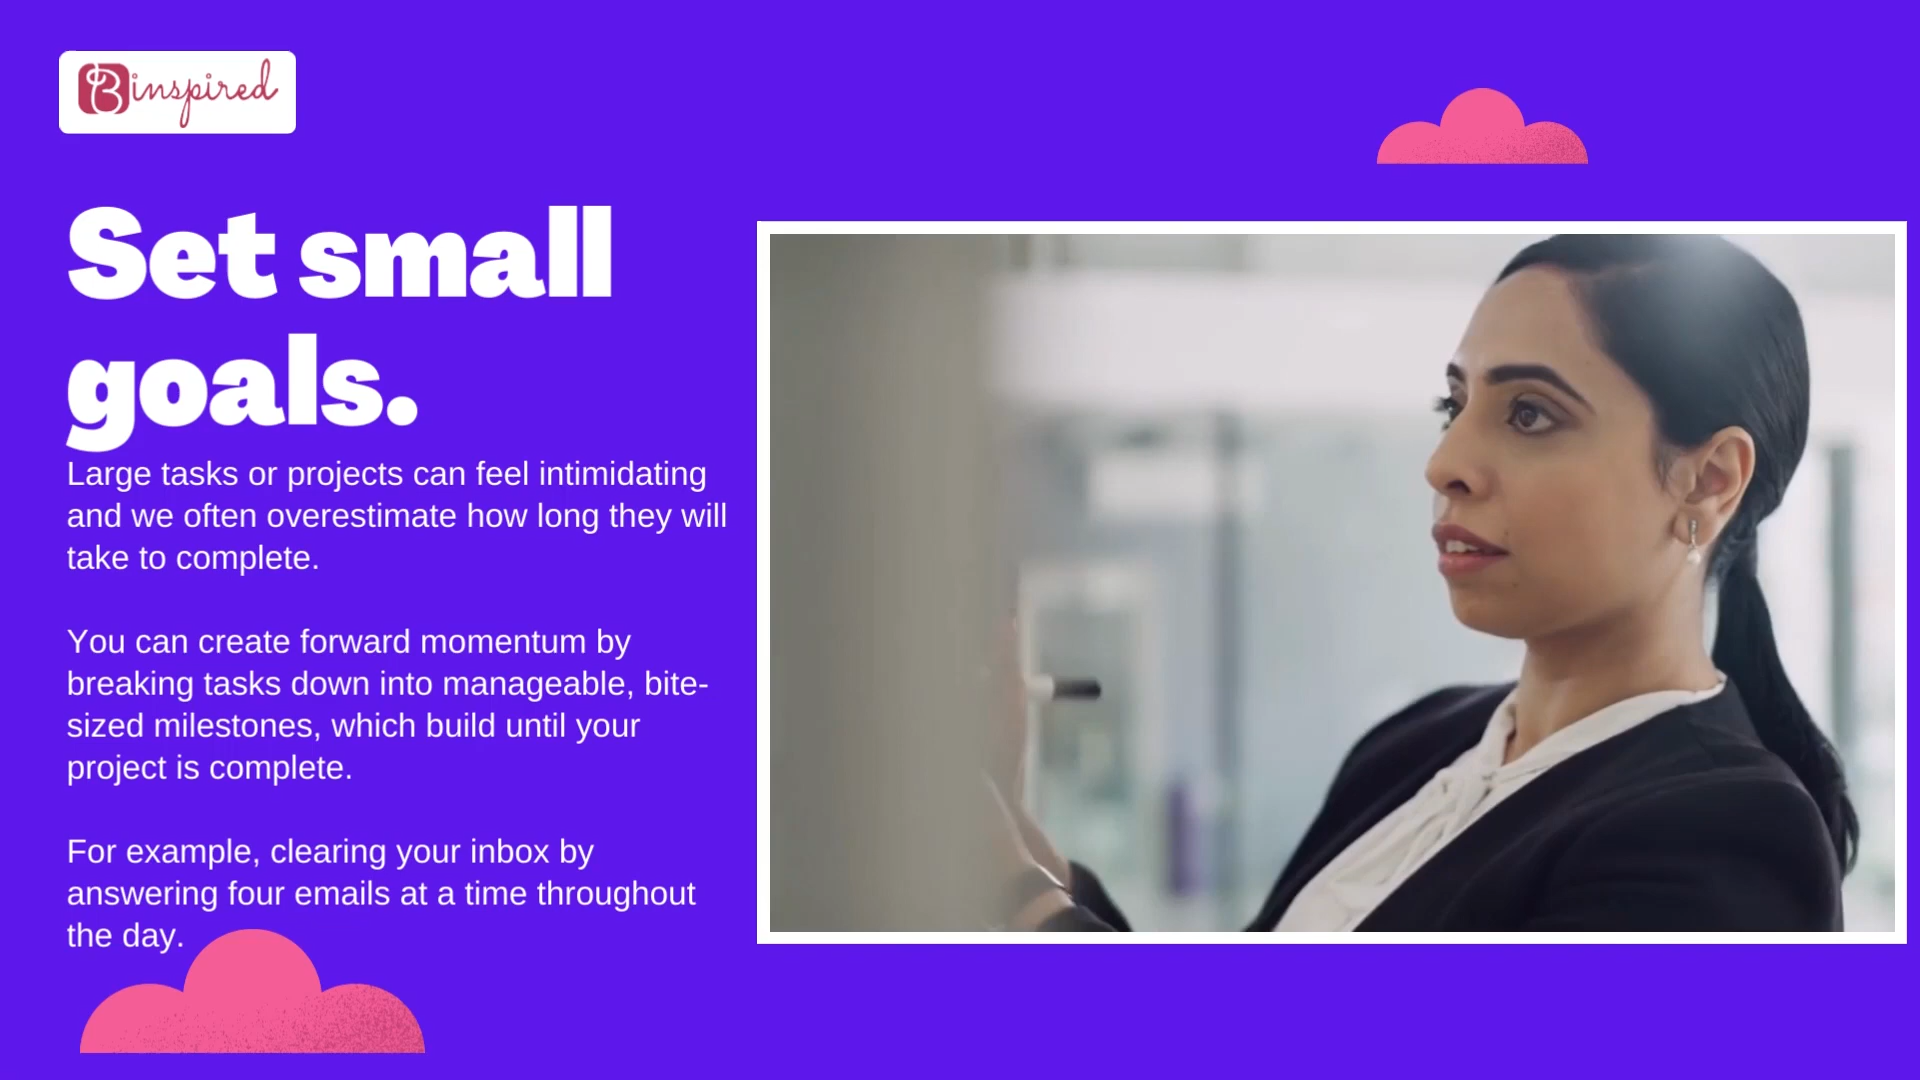 Binspired
Set small
goals.
Large tasks or projects can feel intimidating
and we often overestimate how long they will
take to complete.
You can create forward momentum by
breaking tasks down into manageable, bite-
sized milestones, which build until your
project is complete.
For example, clearing your inbox by
answering four emails at a time throughout
the day.